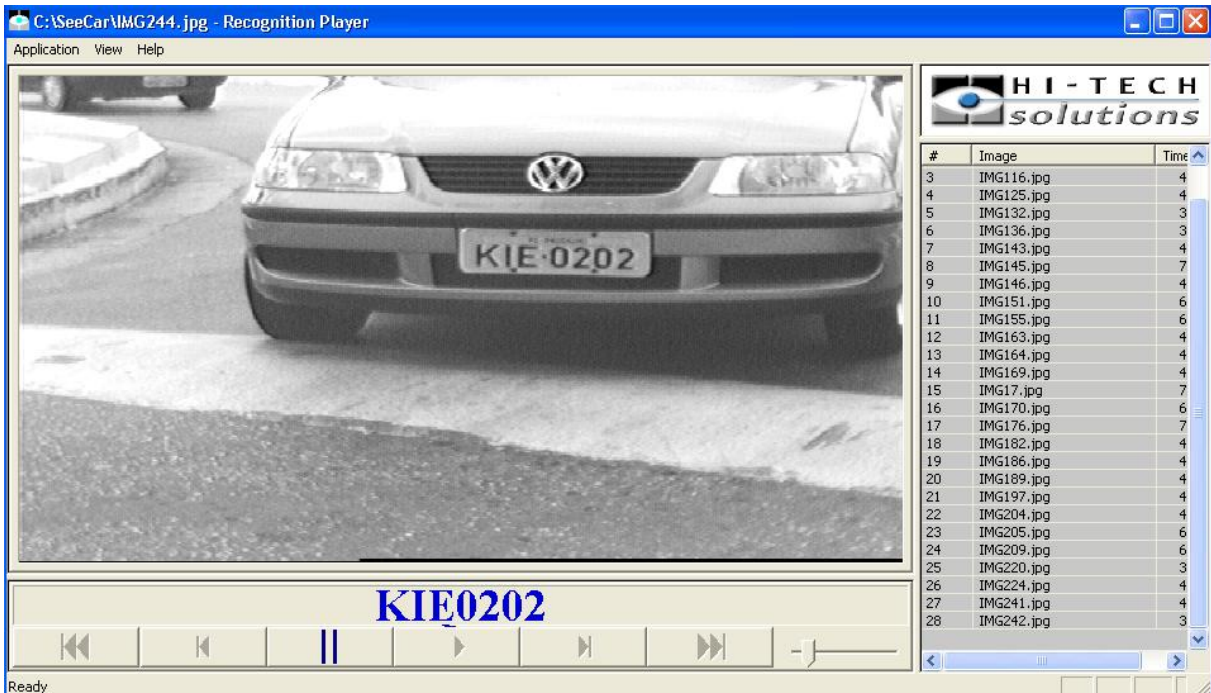 C:\SeeCar\IMG244.jpg - Recognition Player
Application View Help
KIE·0202
HI-TECH
solutions
# Image Time
3 IMG116.jpg 4
4 IMG125.jpg 4
5 IMG132.jpg 3
6 IMG136.jpg 3
7 IMG143.jpg 4
8 IMG145.jpg 7
9 IMG146.jpg 4
10 IMG151.jpg 6
11 IMG155.jpg 6
12 IMG163.jpg 4
13 IMG164.jpg 4
14 IMG169.jpg 4
15 IMG17.jpg 7
16 IMG170.jpg 6
17 IMG176.jpg 7
18 IMG182.jpg 4
19 IMG186.jpg 4
20 IMG189.jpg 4
21 IMG197.jpg 4
22 IMG204.jpg 4
23 IMG205.jpg 6
24 IMG209.jpg 6
25 IMG220.jpg 3
26 IMG224.jpg 4
27 IMG241.jpg 4
28 IMG242.jpg 3
KIE0202
Ready